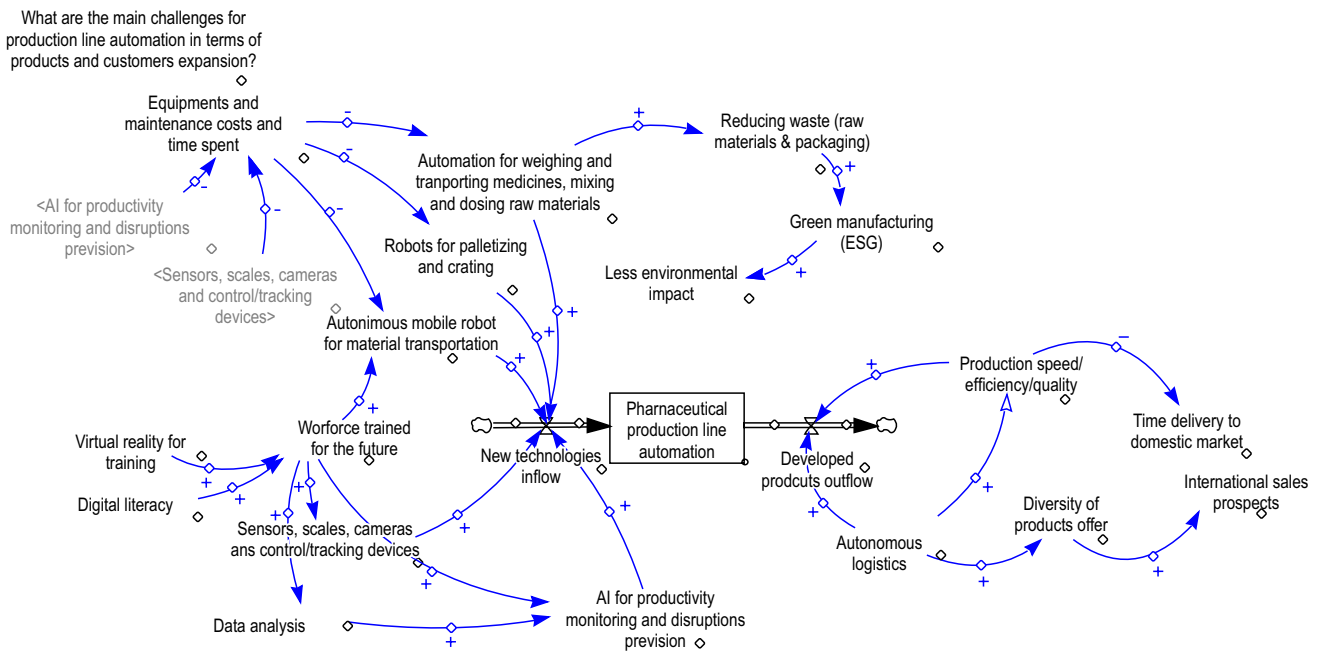 What are the main challenges for
production line automation in terms of
products and customers expansion?
Equipments and
maintenance costs and
time spent
-
-
-
-
-
<AI for productivity
monitoring and disruptions
prevision>
<Sensors, scales, cameras
and control/tracking
devices>
Automation for weighing and
tranporting medicines, mixing
and dosing raw materials
+
Reducing waste (raw
materials & packaging)
+
Green manufacturing
(ESG)
+
Less environmental
impact
Robots for palletizing
and crating
+
+
+
Autonimous mobile robot
for material transportation
+
Worforce trained
for the future
Virtual reality for
training
+
Digital literacy
+
+
+
Sensors, scales, cameras
ans control/tracking devices
+
+
Data analysis
+
AI for productivity
monitoring and disruptions
prevision
+
New technologies
inflow
Pharnaceutical
production line
automation
Developed
prodcuts outflow
+
+
Production speed/
efficiency/quality
–
Time delivery to
domestic market
+
Autonomous
logistics
+
Diversity of
products offer
+
International sales
prospects